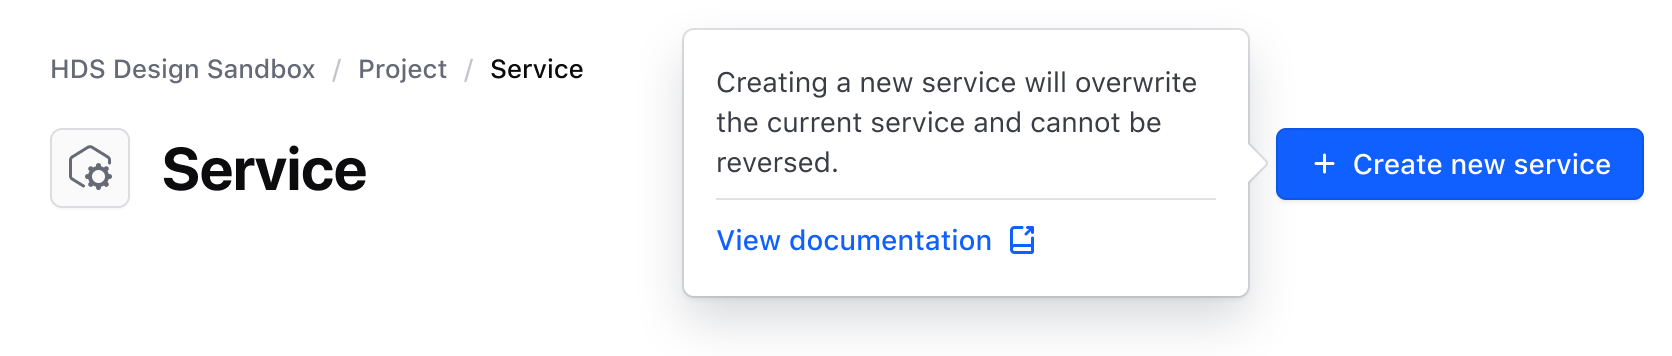 HDS Design Sandbox / Project / Service
Service
Creating a new service will overwrite
the current service and cannot be
reversed.
View documentation
+ Create new service